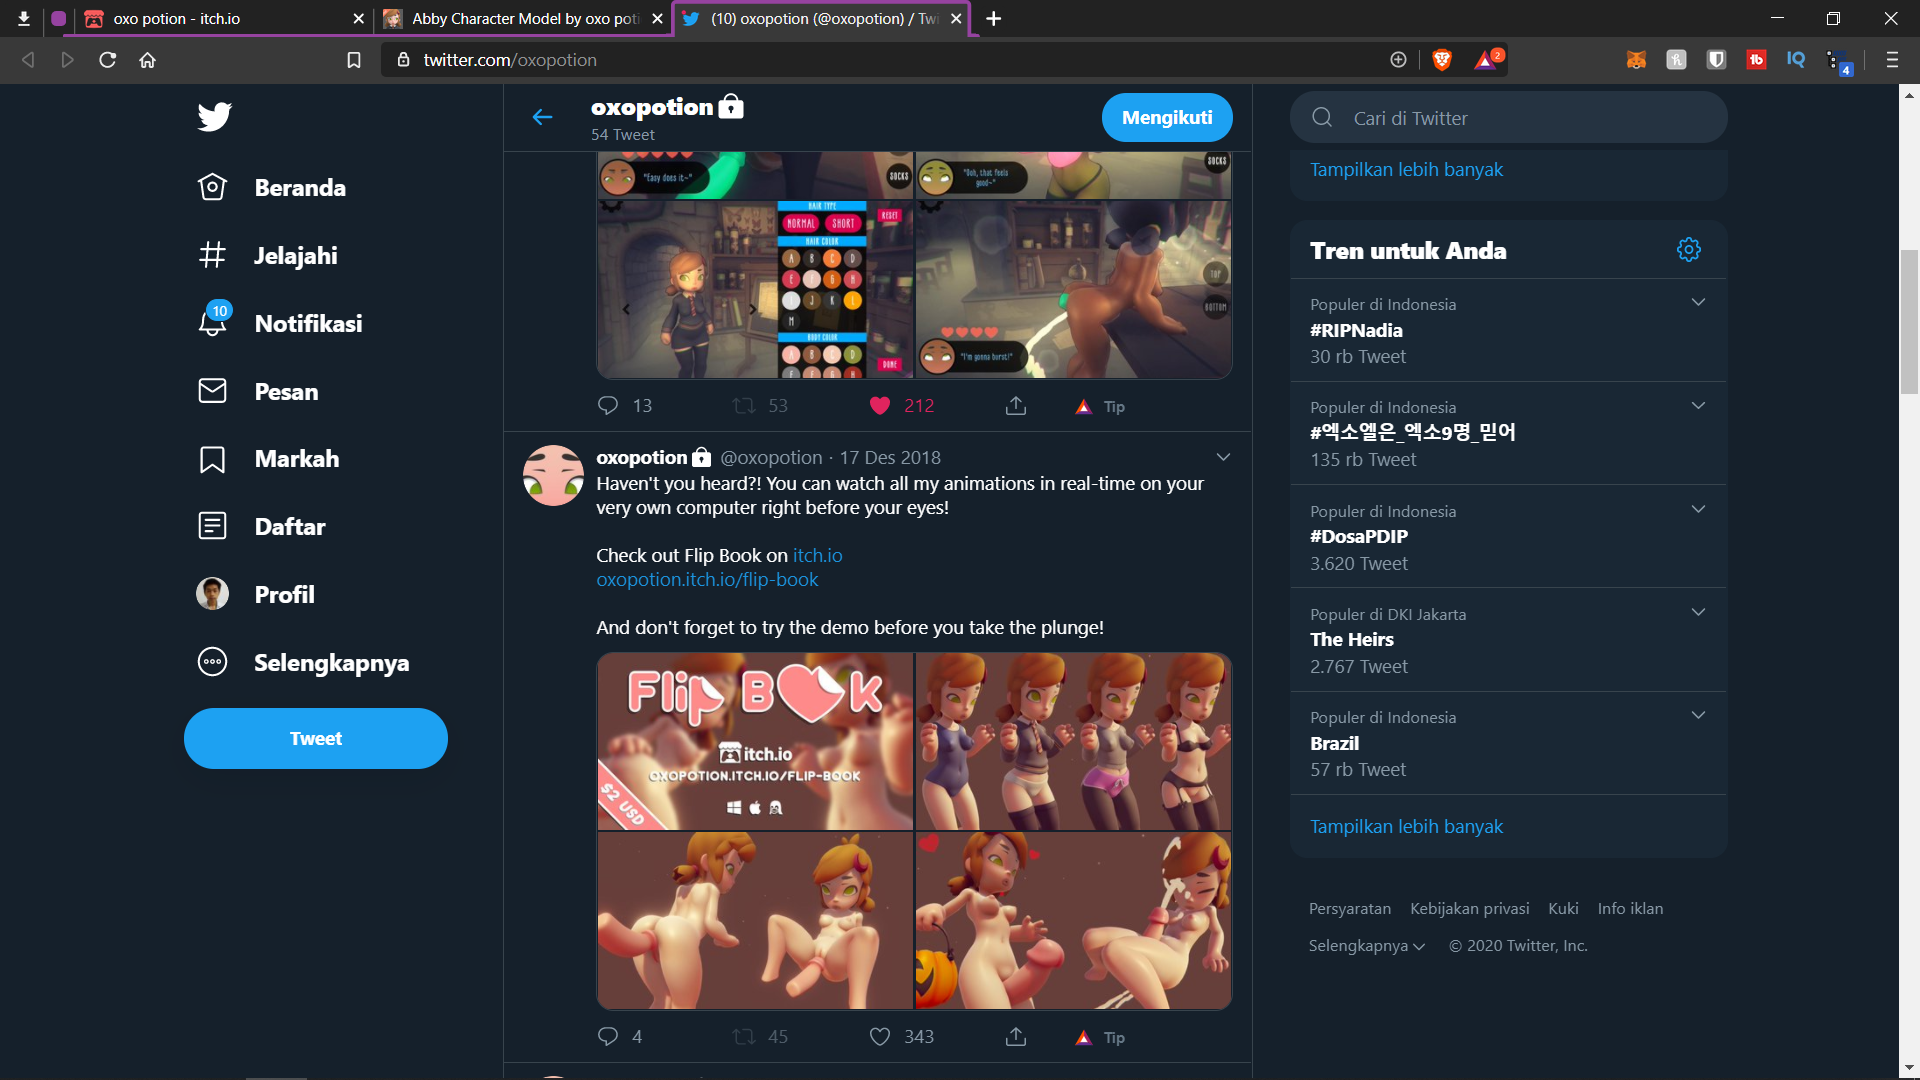 oxo potion - itch.io
Abby Character Model by oxo poti
(10) oxopotion (@oxopotion) / Twi
twitter.com/oxopotion
2
4
oxopotion
54 Tweet
Mengikuti
Cari di Twitter
Beranda
Jelajahi
10
Notifikasi
Pesan
Markah
Daftar
Profil
Selengkapnya
Tweet
"Easy does it~"
SOCKS
"Ooh, that feels
good~"
SOCKS
HAIR TYPE
NORMAL
SHORT
RESET
HAIR COLOR
A B C D
E F G H
I J K L
M
BODY COLOR
A B C D
DONE
TOP
BOTTOM
"I'm gonna burst!"
13
53
212
Tip
oxopotion @oxopotion · 17 Des 2018
Haven't you heard?! You can watch all my animations in real-time on your
very own computer right before your eyes!
Check out Flip Book on itch.io
oxopotion.itch.io/flip-book
And don't forget to try the demo before you take the plunge!
Flip Book
itch.io
OXOPOTION.ITCH.IO/FLIP-BOOK
$2 USD
4
45
343
Tip
Tampilkan lebih banyak
Tren untuk Anda
Populer di Indonesia
#RIPNadia
30 rb Tweet
Populer di Indonesia
#엑소엘은_엑소9명_믿어
135 rb Tweet
Populer di Indonesia
#DosaPDIP
3.620 Tweet
Populer di DKI Jakarta
The Heirs
2.767 Tweet
Populer di Indonesia
Brazil
57 rb Tweet
Tampilkan lebih banyak
Persyaratan Kebijakan privasi Kuki Info iklan
Selengkapnya © 2020 Twitter, Inc.